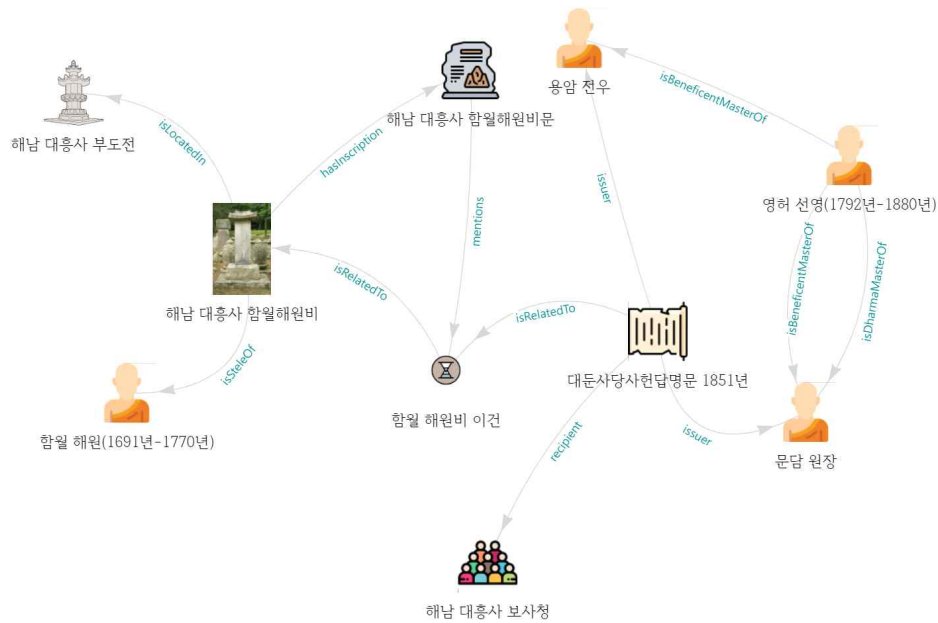 용암 전우
해남 대흥사 부도전
isLocatedIn
hasInscription
해남 대흥사 함월해원비문
isBeneficentMasterOf
issuer
영허 선영(1792년-1880년)
mentions
isRelatedTo
해남 대흥사 함월해원비
isBeneficentMasterOf
isDharmaMasterOf
isRelatedTo
isSteleOf
대둔사당사헌답명문 1851년
함월 해원비 이건
함월 해원(1691년-1770년)
issuer
문담 원장
recipient
해남 대흥사 보사청